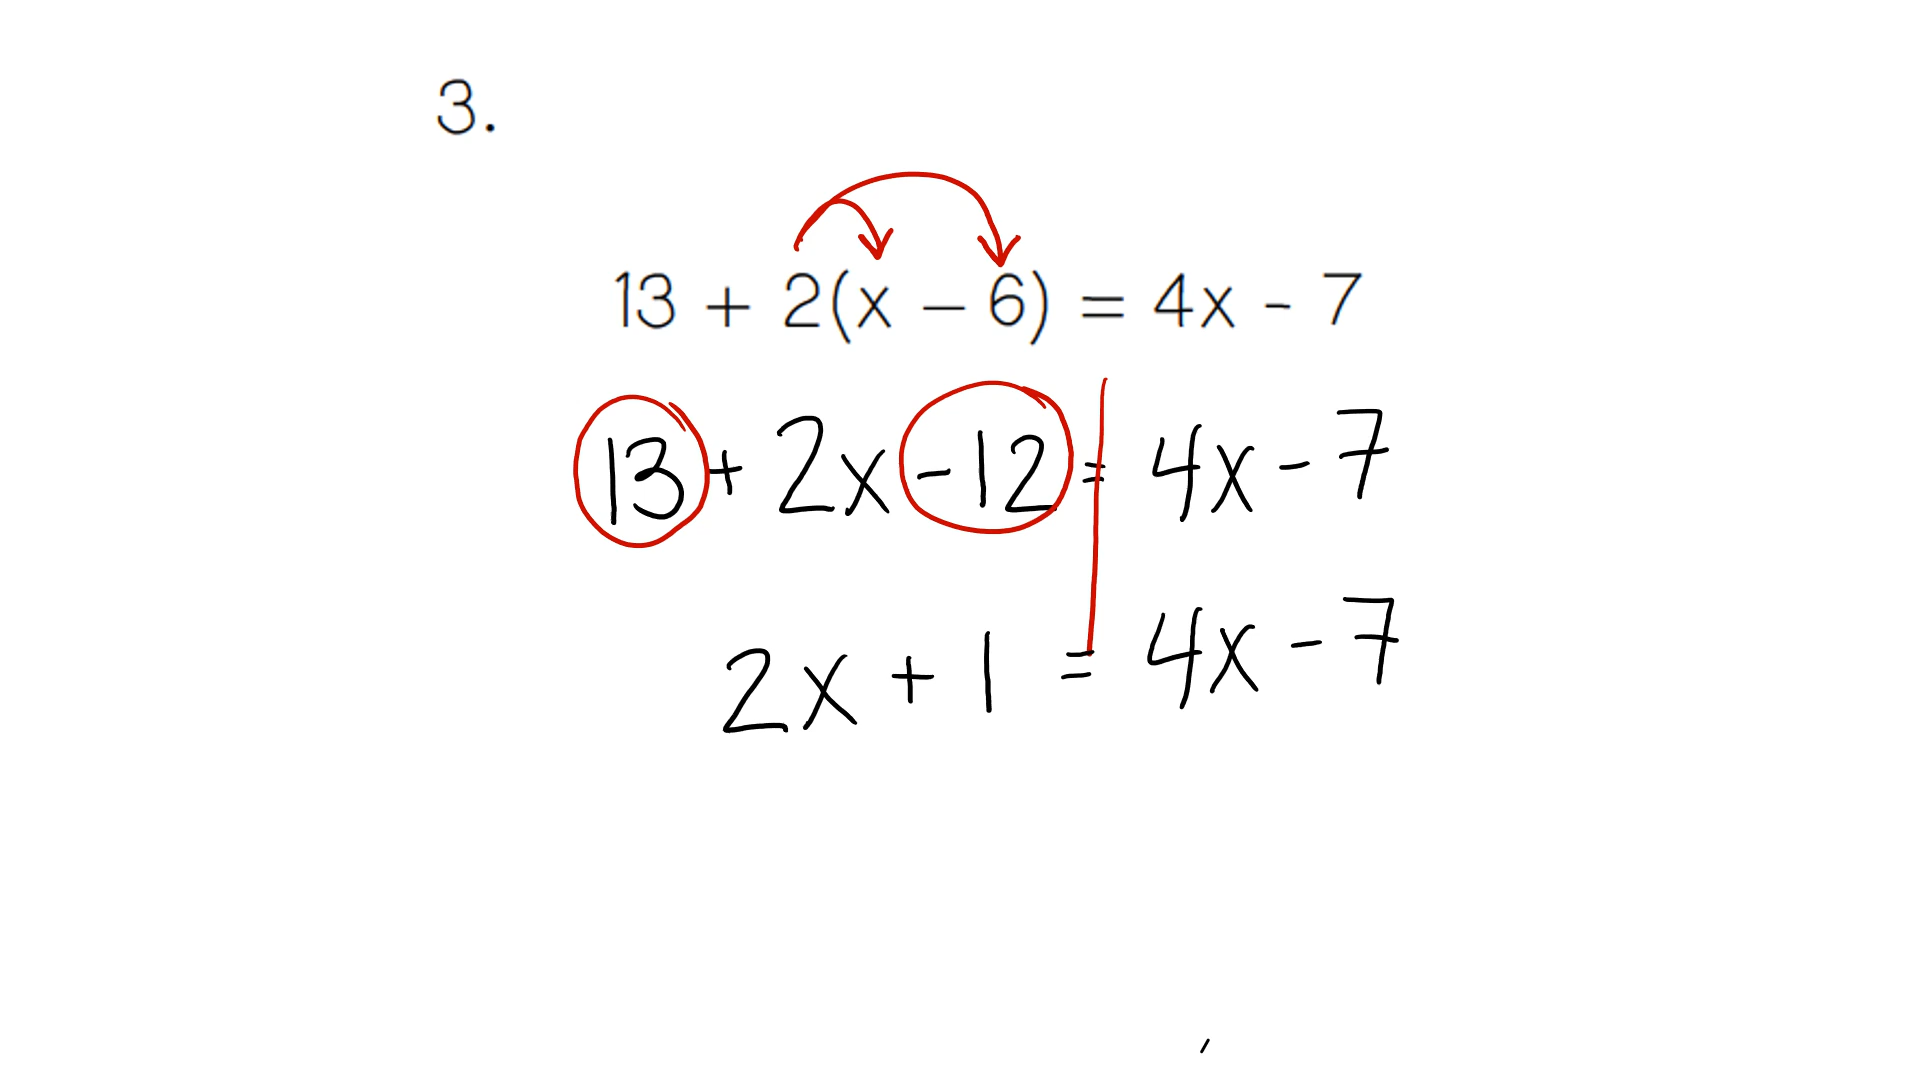 3.
13 + 2(x – 6) = 4x - 7
13 + 2x - 12 = 4x - 7
2x + 1 = 4x - 7